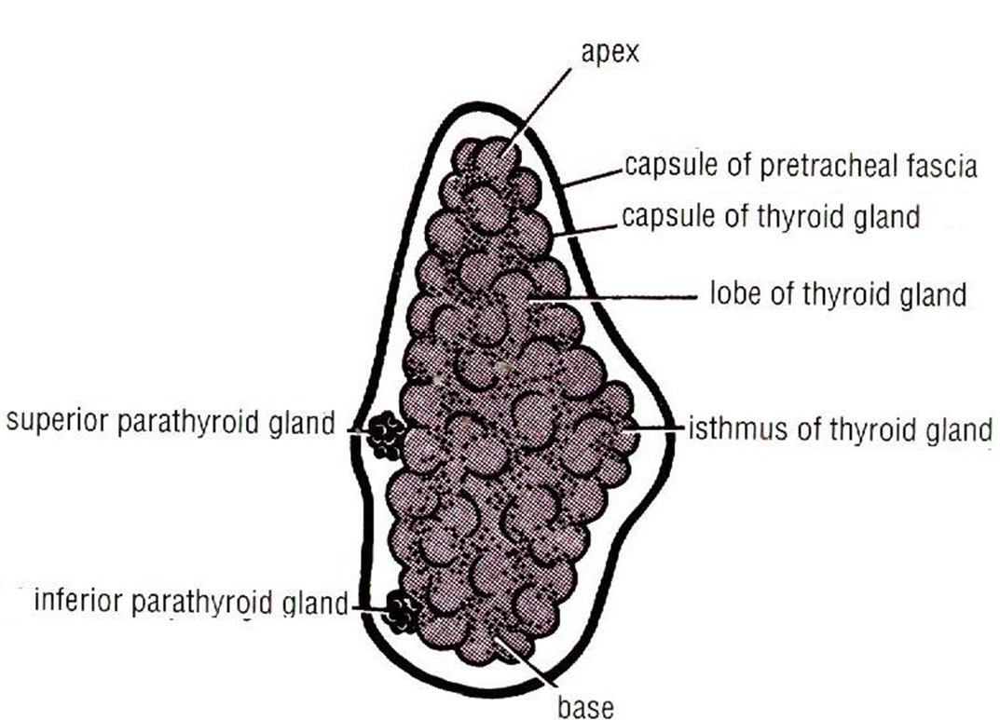 apex
capsule of pretracheal fascia
capsule of thyroid gland
lobe of thyroid gland
superior parathyroid gland
isthmus of thyroid gland
inferior parathyroid gland
base